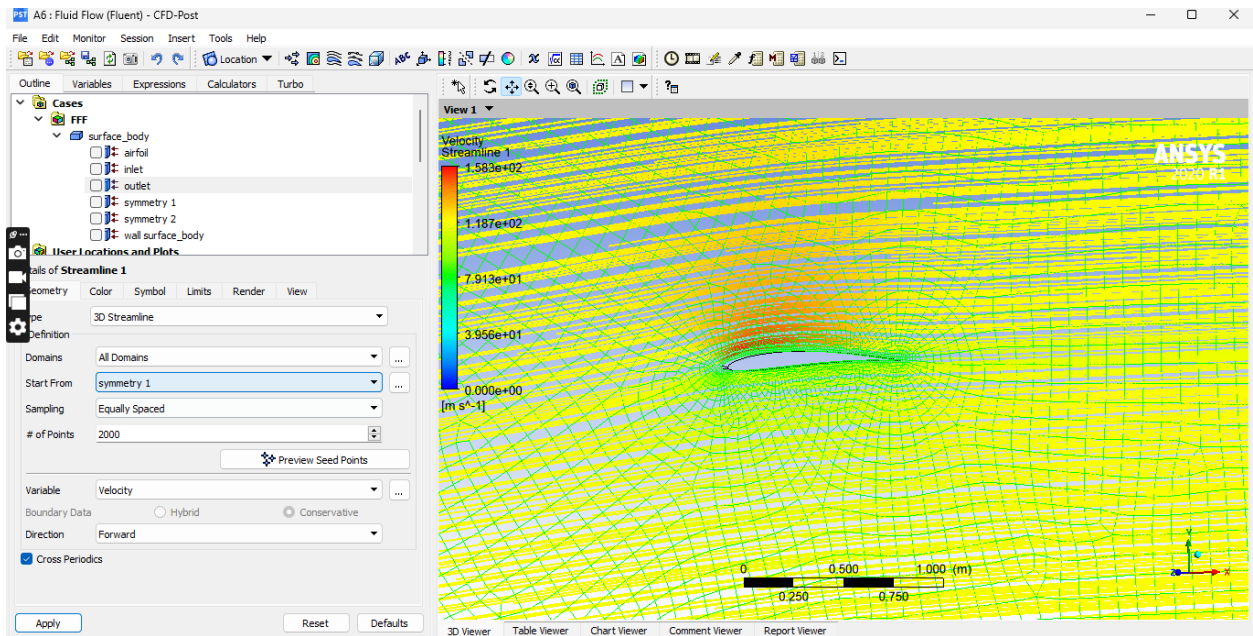 A6 : Fluid Flow (Fluent) - CFD-Post
File Edit Monitor Session Insert Tools Help
Location
Outline Variables Expressions Calculators Turbo
Cases
FFF
surface_body
airfoil
inlet
outlet
symmetry 1
symmetry 2
wall surface_body
User Locations and Plots
tails of Streamline 1
Geometry Color Symbol Limits Render View
ype 3D Streamline
Definition
Domains All Domains ...
Start From symmetry 1 ...
Sampling Equally Spaced
# of Points 2000
Preview Seed Points
Variable Velocity ...
Boundary Data Hybrid Conservative
Direction Forward
Cross Periodics
Apply Reset Defaults
View 1
Velocity
Streamline 1
1.583e+02
1.187e+02
7.913e+01
3.956e+01
0.000e+00
[m s^-1]
ANSYS
2020 R1
0 0.500 1.000 (m)
0.250 0.750
Y
Z X
3D Viewer Table Viewer Chart Viewer Comment Viewer Report Viewer